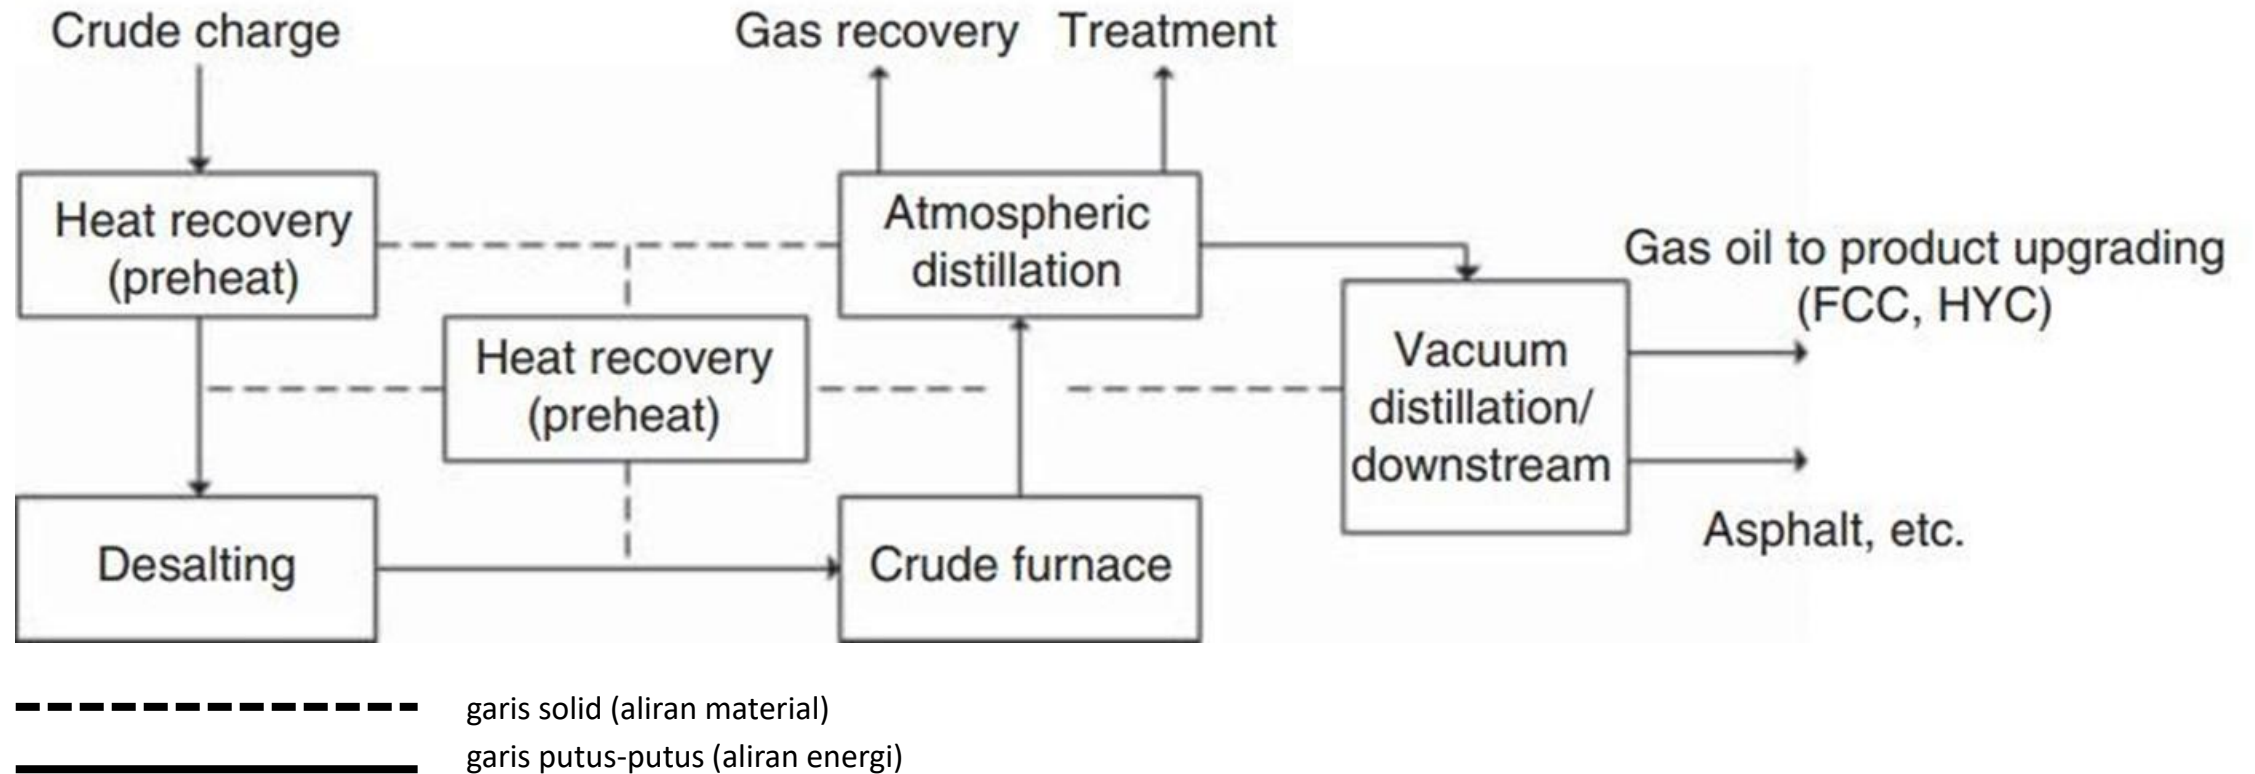 Crude charge
Gas recovery
Treatment
Heat recovery
(preheat)
Atmospheric
distillation
Gas oil to product upgrading
(FCC, HYC)
Heat recovery
(preheat)
Vacuum
distillation/
downstream
Desalting
Crude furnace
Asphalt, etc.
garis solid (aliran material)
garis putus-putus (aliran energi)